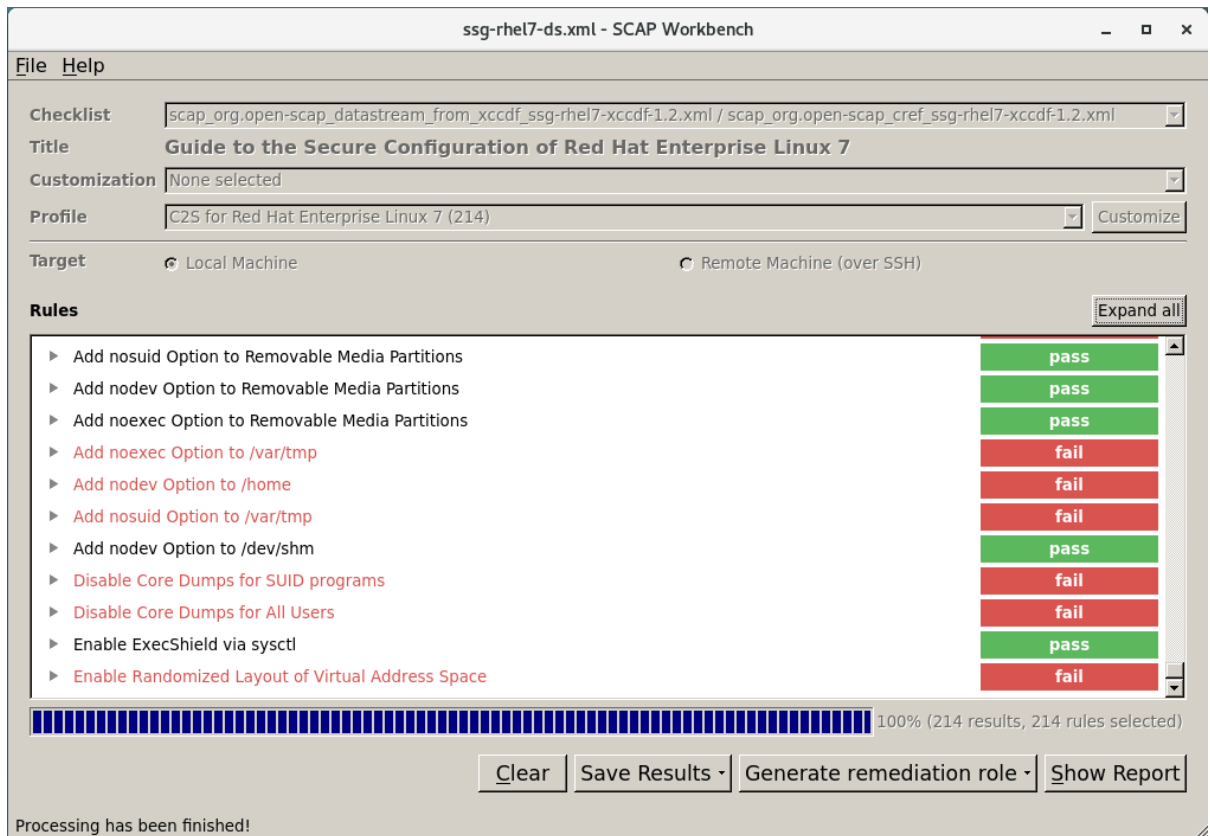 ssg-rhel7-ds.xml - SCAP Workbench
File Help
Checklist scap_org.open-scap_datastream_from_xccdf_ssg-rhel7-xccdf-1.2.xml / scap_org.open-scap_cref_ssg-rhel7-xccdf-1.2.xml
Title Guide to the Secure Configuration of Red Hat Enterprise Linux 7
Customization None selected
Profile C2S for Red Hat Enterprise Linux 7 (214) Customize
Target Local Machine Remote Machine (over SSH)
Rules Expand all
Add nosuid Option to Removable Media Partitions pass
Add nodev Option to Removable Media Partitions pass
Add noexec Option to Removable Media Partitions pass
Add noexec Option to /var/tmp fail
Add nodev Option to /home fail
Add nosuid Option to /var/tmp fail
Add nodev Option to /dev/shm pass
Disable Core Dumps for SUID programs fail
Disable Core Dumps for All Users fail
Enable ExecShield via sysctl pass
Enable Randomized Layout of Virtual Address Space fail
100% (214 results, 214 rules selected)
Clear Save Results Generate remediation role Show Report
Processing has been finished!